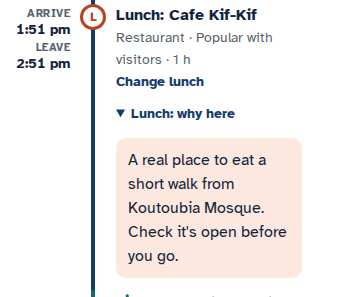 ARRIVE
1:51 pm
LEAVE
2:51 pm
L
Lunch: Cafe Kif-Kif
Restaurant · Popular with
visitors · 1 h
Change lunch
▼ Lunch: why here
A real place to eat a
short walk from
Koutoubia Mosque.
Check it's open before
you go.